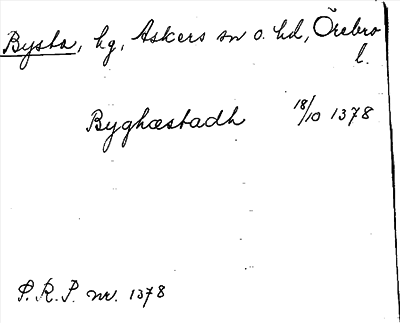 Bysta, hg, Askers sn o. hd, Örebro
l.
Byghæstadh 18/10 1378
P.R.P. nr. 1378